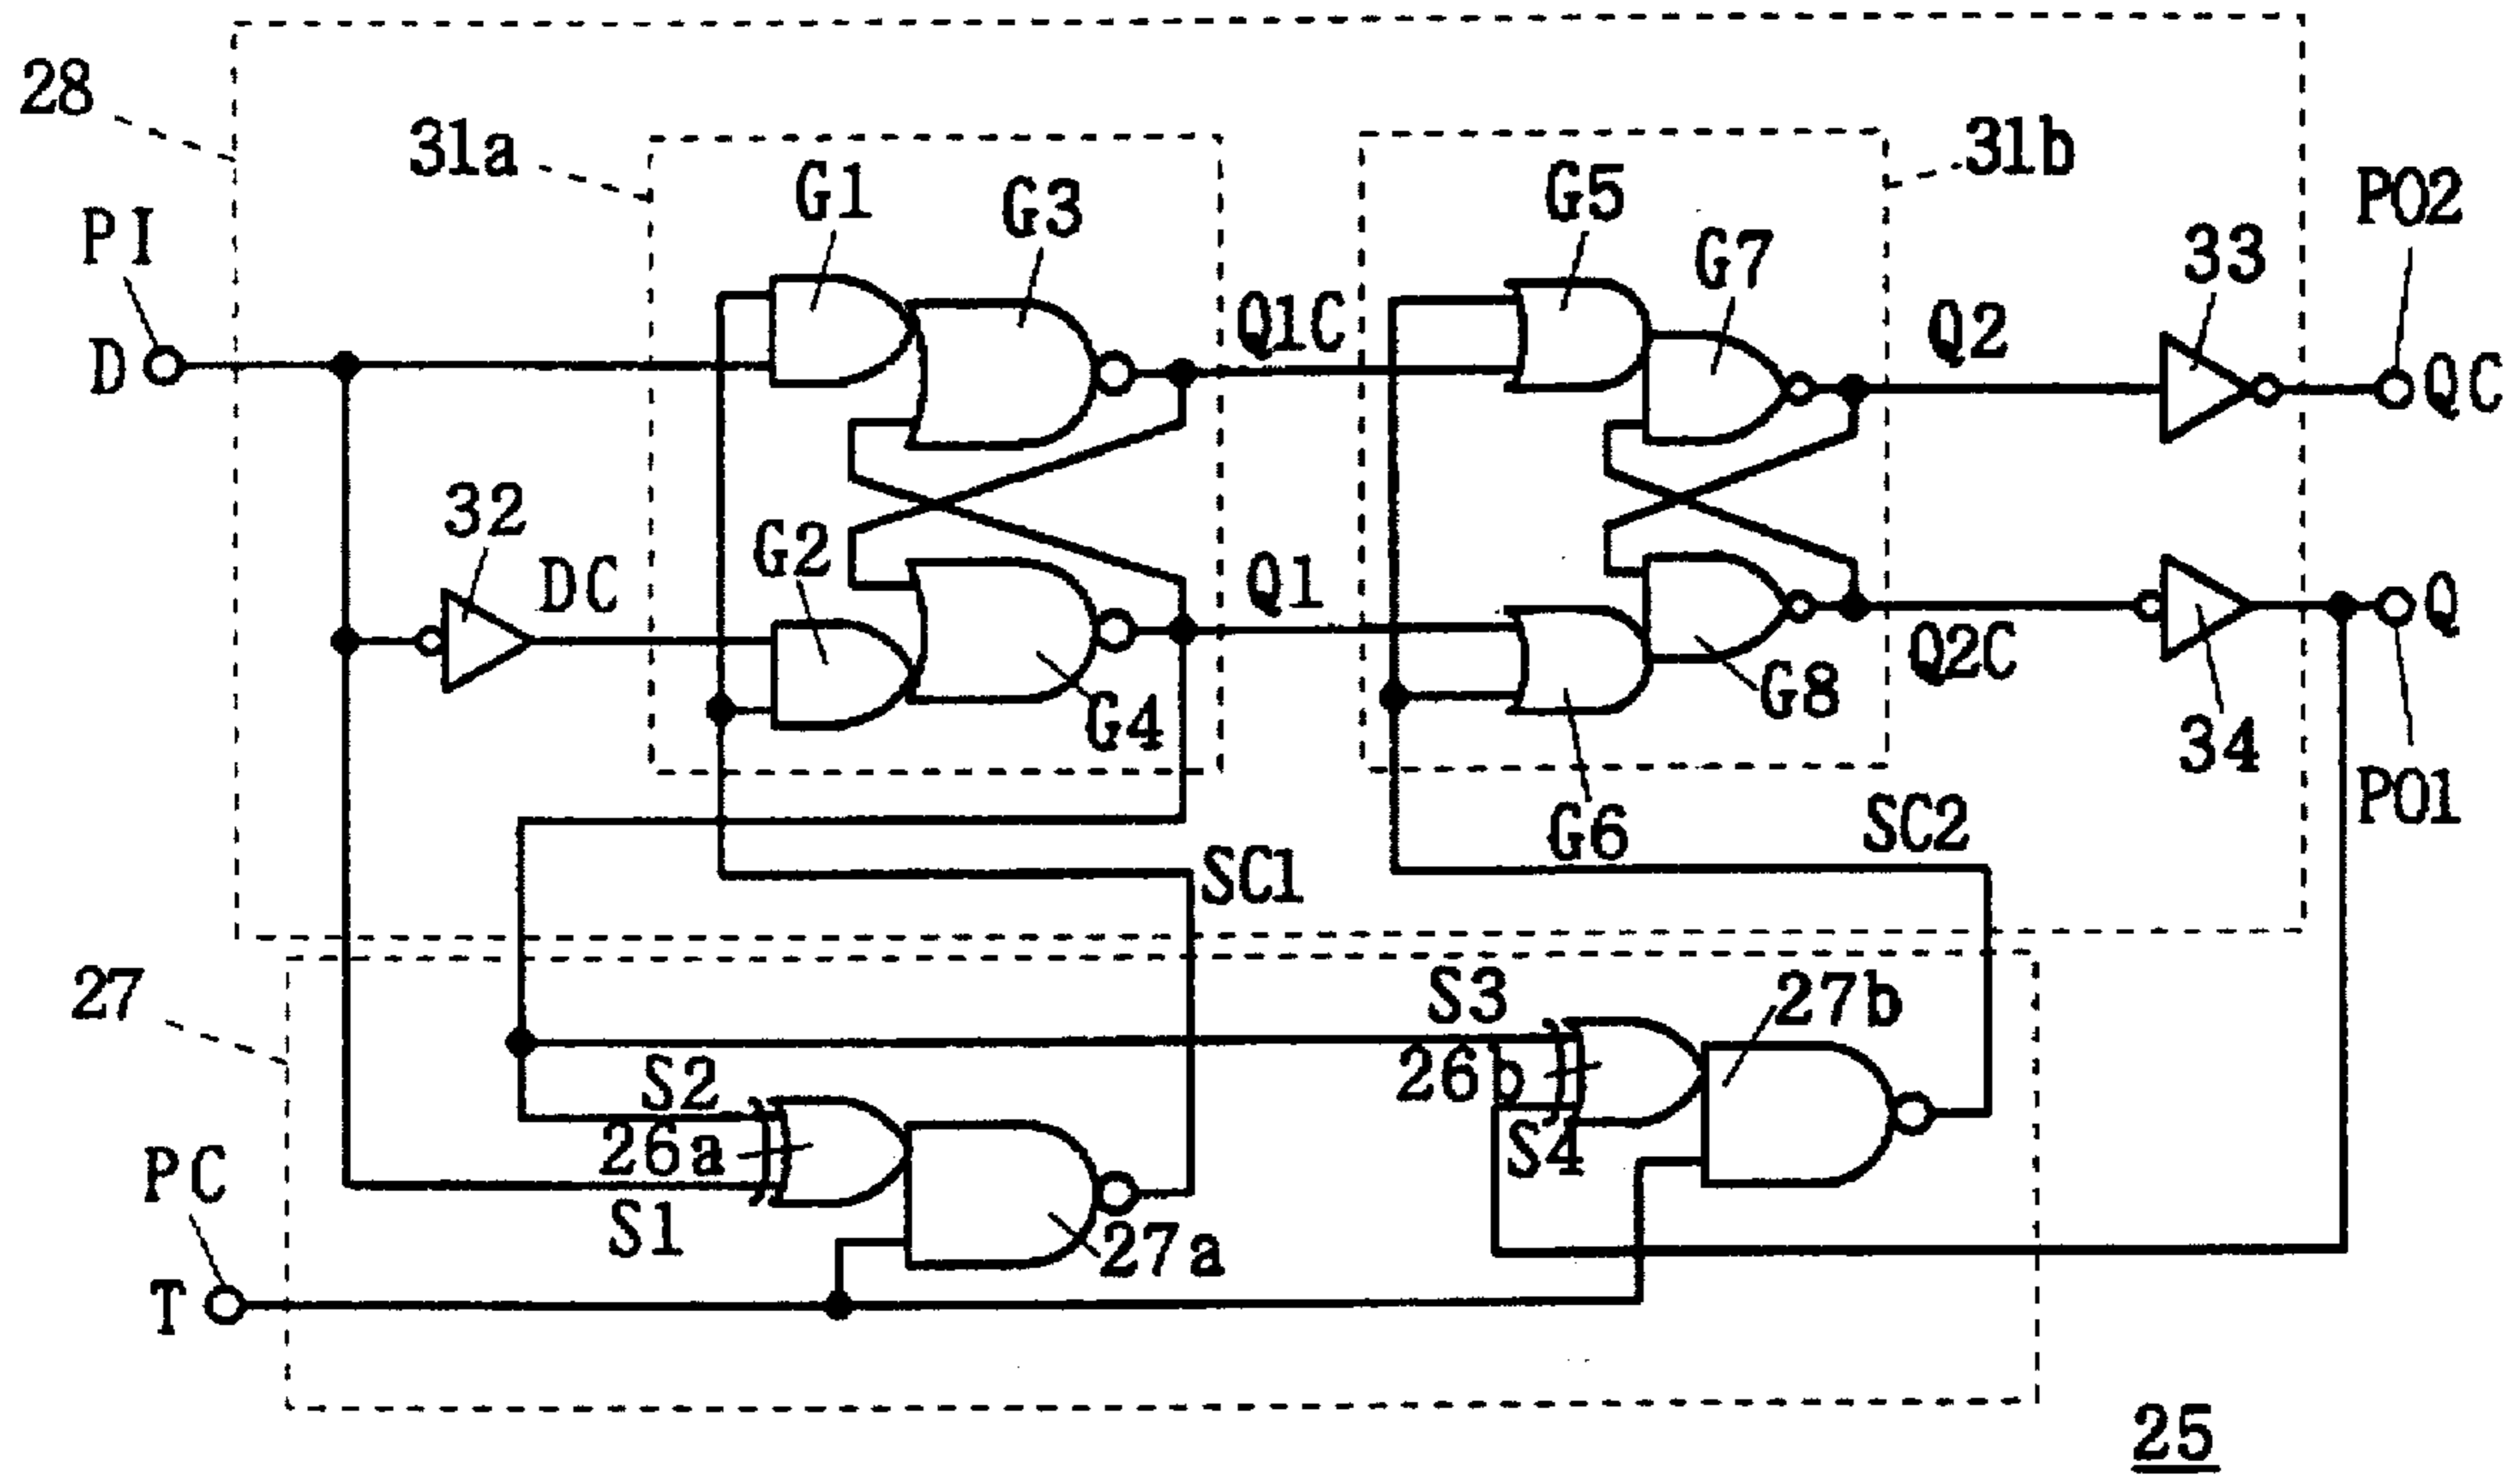 28
31a
G1
G3
G5
G7
31b
33
PO2
PI
D
Q1C
Q2
QC
32
DC
G2
G4
Q1
G8
Q2C
34
Q
PO1
G6
SC1
SC2
27
S2
26a
S1
27a
S3
26b
S4
27b
PC
T
25